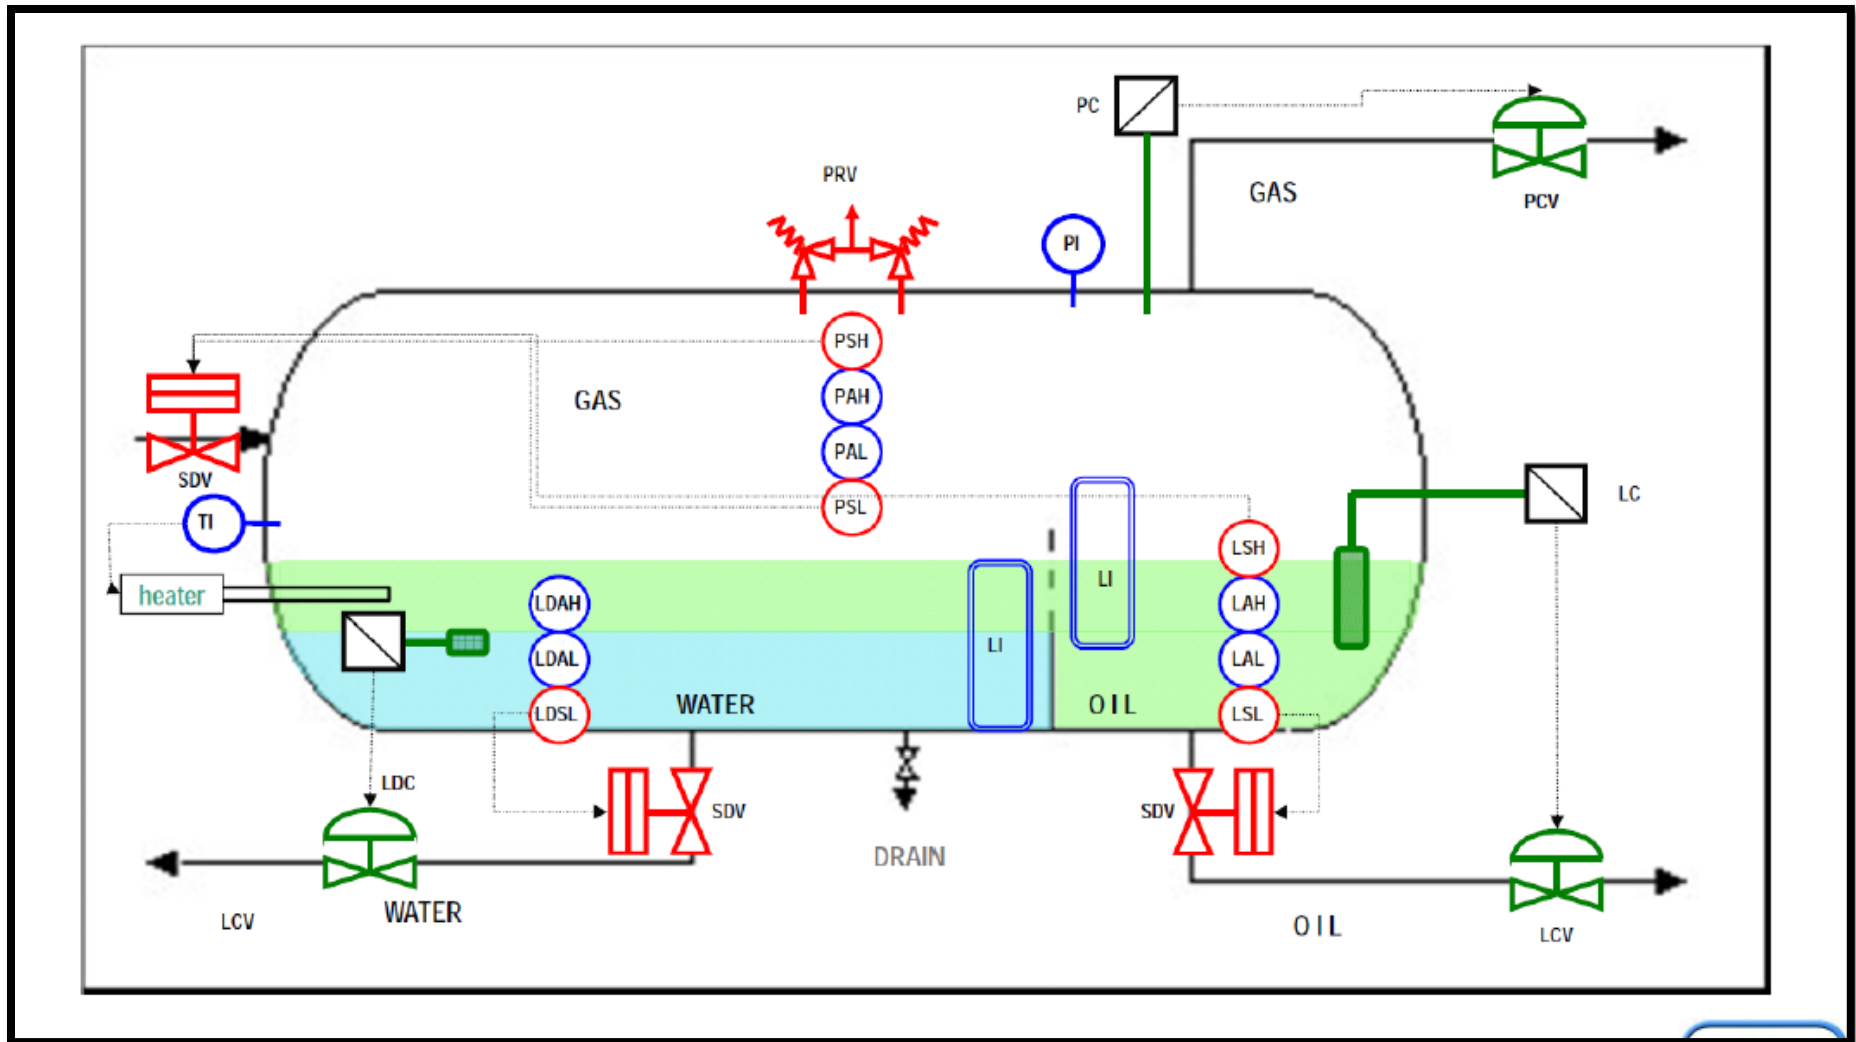 PC
PRV
GAS
PCV
PI
PSH
GAS
PAH
PAL
SDV
LC
PSL
TI
LSH
LI
heater
LDAH
LAH
LI
LDAL
LAL
WATER
OIL
LDSL
LSL
LDC
SDV
SDV
DRAIN
WATER
LCV
OIL
LCV